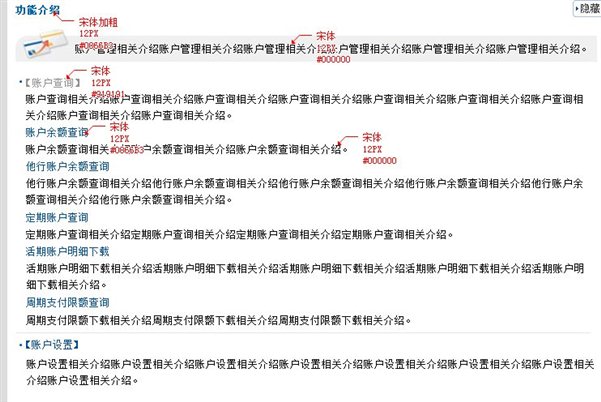 功能介绍
隐藏
宋体加粗
12PX
#0866B3
宋体
12PX
#000000
账户管理相关介绍账户管理相关介绍账户管理相关介绍账户管理相关介绍账户管理相关介绍账户管理相关介绍。
【账户查询】
宋体
12PX
#919191
账户查询相关介绍账户查询相关介绍账户查询相关介绍账户查询相关介绍账户查询相关介绍账户查询相关介绍账户查询相关
介绍账户查询相关介绍账户查询相关介绍。
账户余额查询
宋体
12PX
#0866B3
宋体
12PX
#000000
账户余额查询相关介绍账户余额查询相关介绍账户余额查询相关介绍。
他行账户余额查询
他行账户余额查询相关介绍他行账户余额查询相关介绍他行账户余额查询相关介绍他行账户余额查询相关介绍他行账户余
额查询相关介绍他行账户余额查询相关介绍。
定期账户查询
定期账户查询相关介绍定期账户查询相关介绍定期账户查询相关介绍定期账户查询相关介绍。
活期账户明细下载
活期账户明细下载相关介绍活期账户明细下载相关介绍活期账户明细下载相关介绍活期账户明细下载相关介绍活期账户明
细下载相关介绍。
周期支付限额查询
周期支付限额下载相关介绍周期支付限额下载相关介绍周期支付限额下载相关介绍。
【账户设置】
账户设置相关介绍账户设置相关介绍账户设置相关介绍账户设置相关介绍账户设置相关介绍账户设置相关介绍账户设置相关
介绍账户设置相关介绍。